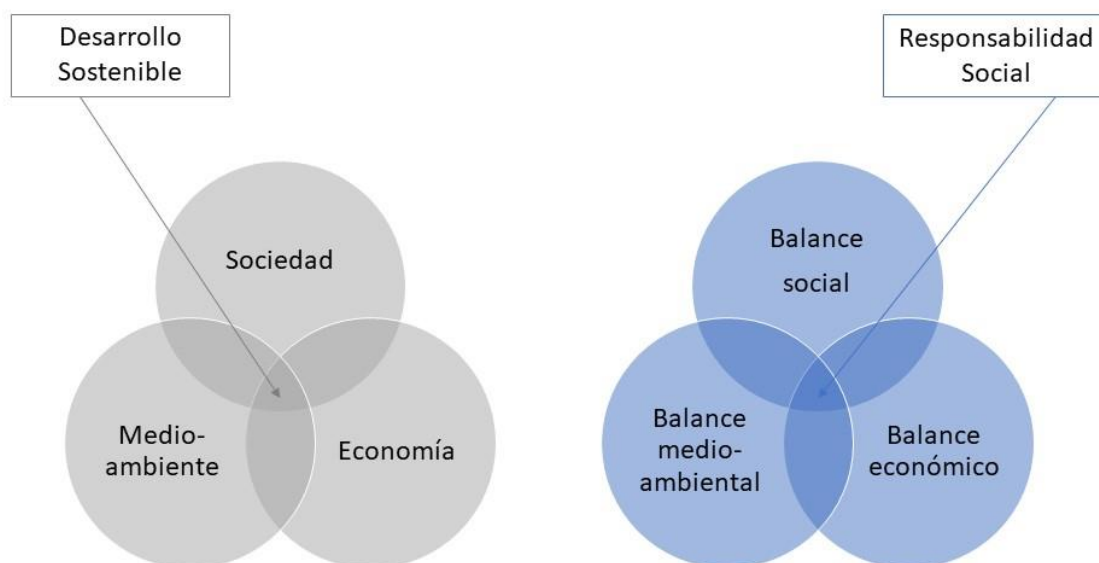 Desarrollo
Sostenible
Responsabilidad
Social
Sociedad
Medio-
ambiente
Economía
Balance
social
Balance
medio-
ambiental
Balance
económico